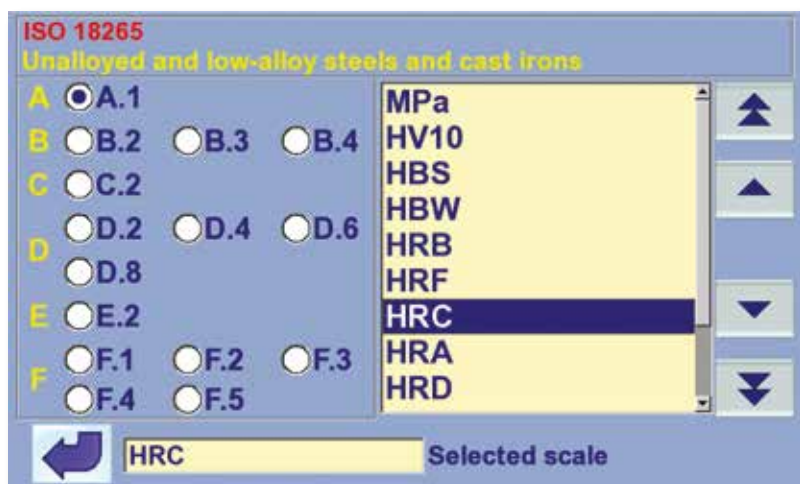 ISO 18265
Unalloyed and low-alloy steels and cast irons
A A.1
B B.2 B.3 B.4
C C.2
D D.2 D.4 D.6
D.8
E E.2
F F.1 F.2 F.3
F.4 F.5
MPa
HV10
HBS
HBW
HRB
HRF
HRC
HRA
HRD
HRC Selected scale